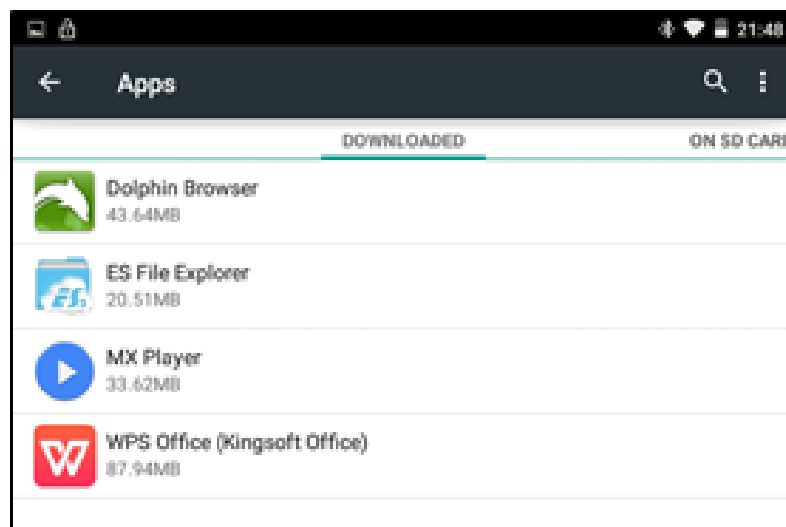 21:48
Apps
DOWNLOADED
ON SD CAR
Dolphin Browser
43.64MB
ES File Explorer
ES
20.51MB
MX Player
33.62MB
WPS Office (Kingsoft Office)
W
87.94MB